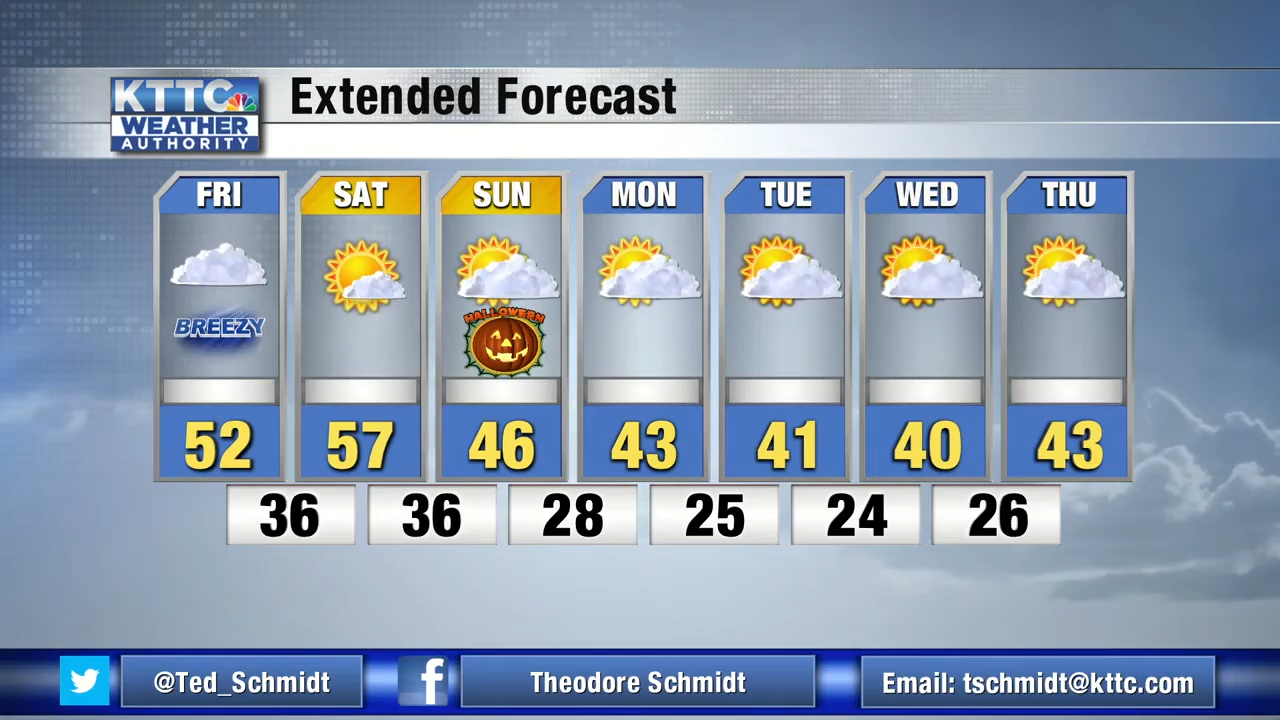 KTTC
WEATHER
AUTHORITY
Extended Forecast
FRI SAT SUN MON TUE WED THU
BREEZY
HALLOWEEN
52 57 46 43 41 40 43
36 36 28 25 24 26
@Ted_Schmidt
Theodore Schmidt
Email: tschmidt@kttc.com